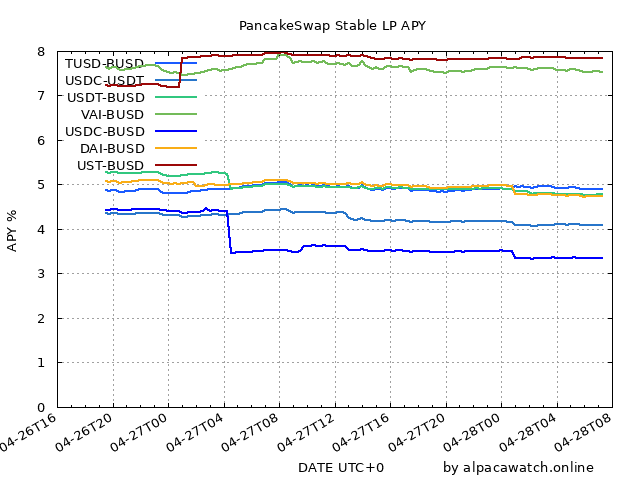 PancakeSwap Stable LP APY
8
7
6
5
4
3
2
1
0
APY %
TUSD-BUSD
USDC-USDT
USDT-BUSD
VAI-BUSD
USDC-BUSD
DAI-BUSD
UST-BUSD
04-26T16
04-26T20
04-27T00
04-27T04
04-27T08
04-27T12
04-27T16
04-27T20
04-28T00
04-28T04
04-28T08
DATE UTC+0
by alpacawatch.online